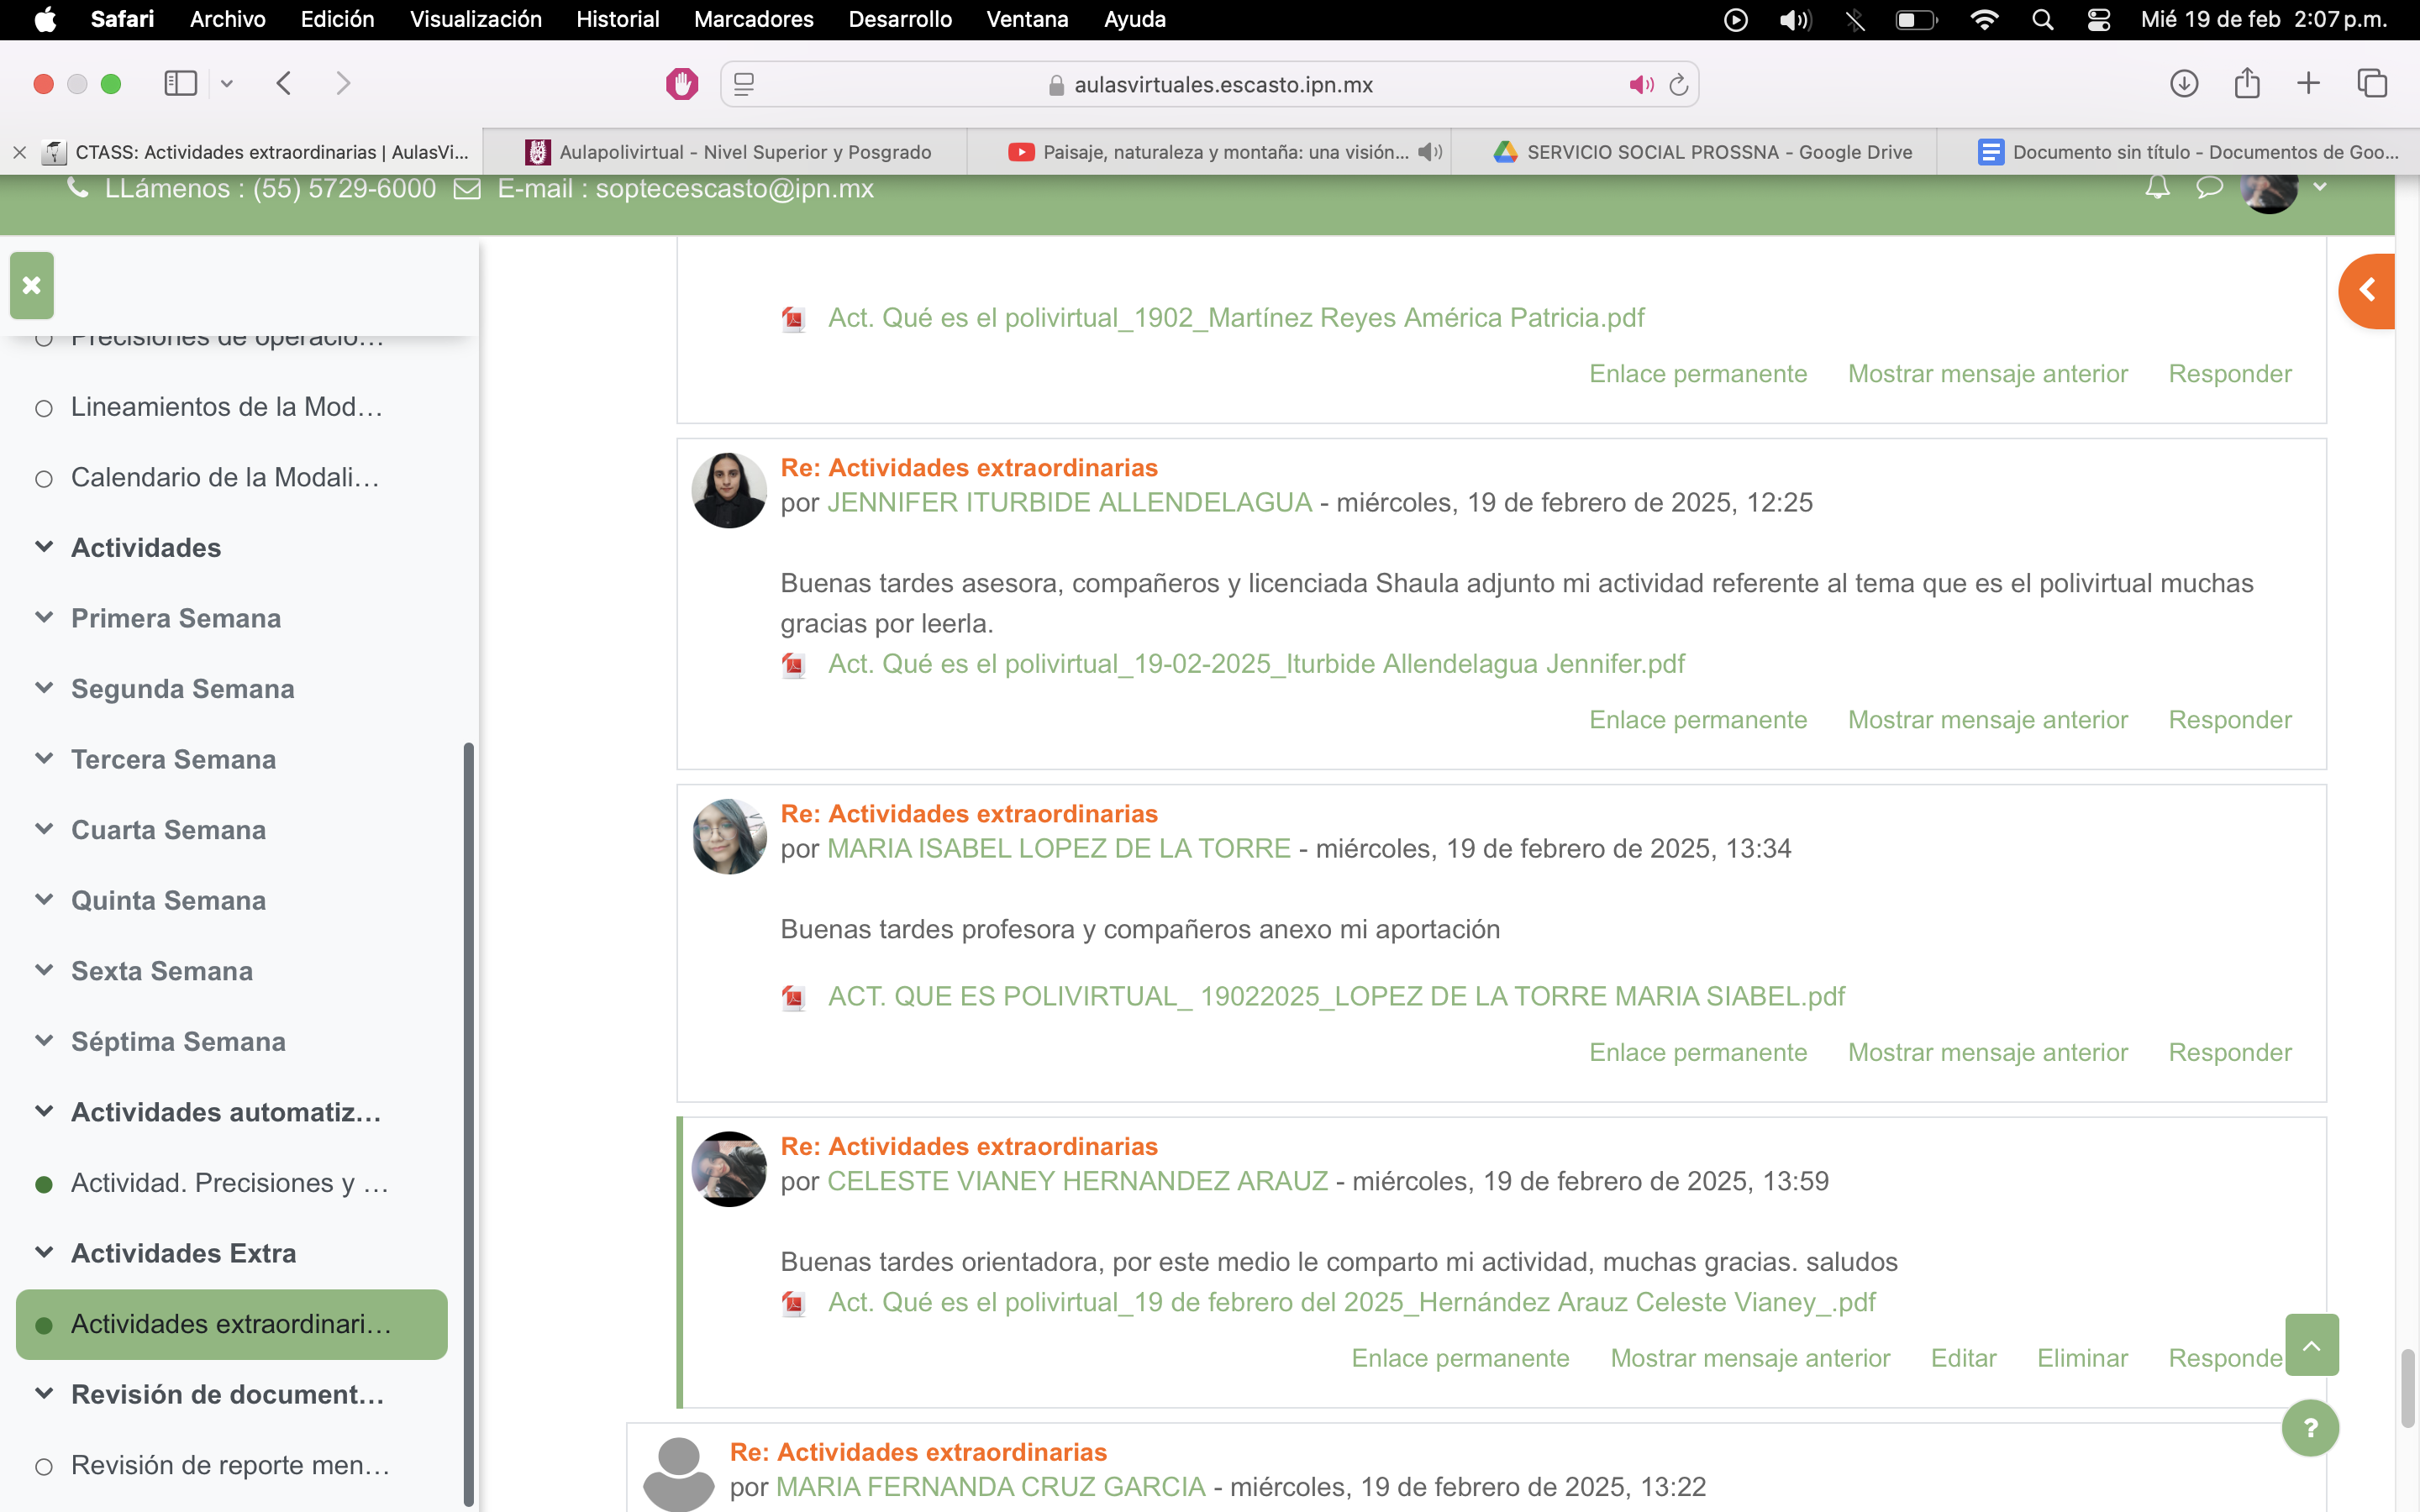 Safari Archivo Edición Visualización Historial Marcadores Desarrollo Ventana Ayuda Mié 19 de feb 2:07 p.m.
aulasvirtuales.escasto.ipn.mx
CTASS: Actividades extraordinarias | AulasVi... Aulapolivirtual - Nivel Superior y Posgrado Paisaje, naturaleza y montaña: una visión... SERVICIO SOCIAL PROSSNA - Google Drive Documento sin título - Documentos de Goo...
LLámenos : (55) 5729-6000 E-mail : soptecescasto@ipn.mx
Precisiones de operacio...
Lineamientos de la Mod...
Calendario de la Modali...
Actividades
Primera Semana
Segunda Semana
Tercera Semana
Cuarta Semana
Quinta Semana
Sexta Semana
Séptima Semana
Actividades automatiz...
Actividad. Precisiones y ...
Actividades Extra
Actividades extraordinari...
Revisión de document...
Revisión de reporte men...
Act. Qué es el polivirtual_1902_Martínez Reyes América Patricia.pdf
Enlace permanente Mostrar mensaje anterior Responder
Re: Actividades extraordinarias
por JENNIFER ITURBIDE ALLENDELAGUA - miércoles, 19 de febrero de 2025, 12:25
Buenas tardes asesora, compañeros y licenciada Shaula adjunto mi actividad referente al tema que es el polivirtual muchas
gracias por leerla.
Act. Qué es el polivirtual_19-02-2025_Iturbide Allendelagua Jennifer.pdf
Enlace permanente Mostrar mensaje anterior Responder
Re: Actividades extraordinarias
por MARIA ISABEL LOPEZ DE LA TORRE - miércoles, 19 de febrero de 2025, 13:34
Buenas tardes profesora y compañeros anexo mi aportación
ACT. QUE ES POLIVIRTUAL_ 19022025_LOPEZ DE LA TORRE MARIA SIABEL.pdf
Enlace permanente Mostrar mensaje anterior Responder
Re: Actividades extraordinarias
por CELESTE VIANEY HERNANDEZ ARAUZ - miércoles, 19 de febrero de 2025, 13:59
Buenas tardes orientadora, por este medio le comparto mi actividad, muchas gracias. saludos
Act. Qué es el polivirtual_19 de febrero del 2025_Hernández Arauz Celeste Vianey_.pdf
Enlace permanente Mostrar mensaje anterior Editar Eliminar Responde
?
Re: Actividades extraordinarias
por MARIA FERNANDA CRUZ GARCIA - miércoles, 19 de febrero de 2025, 13:22